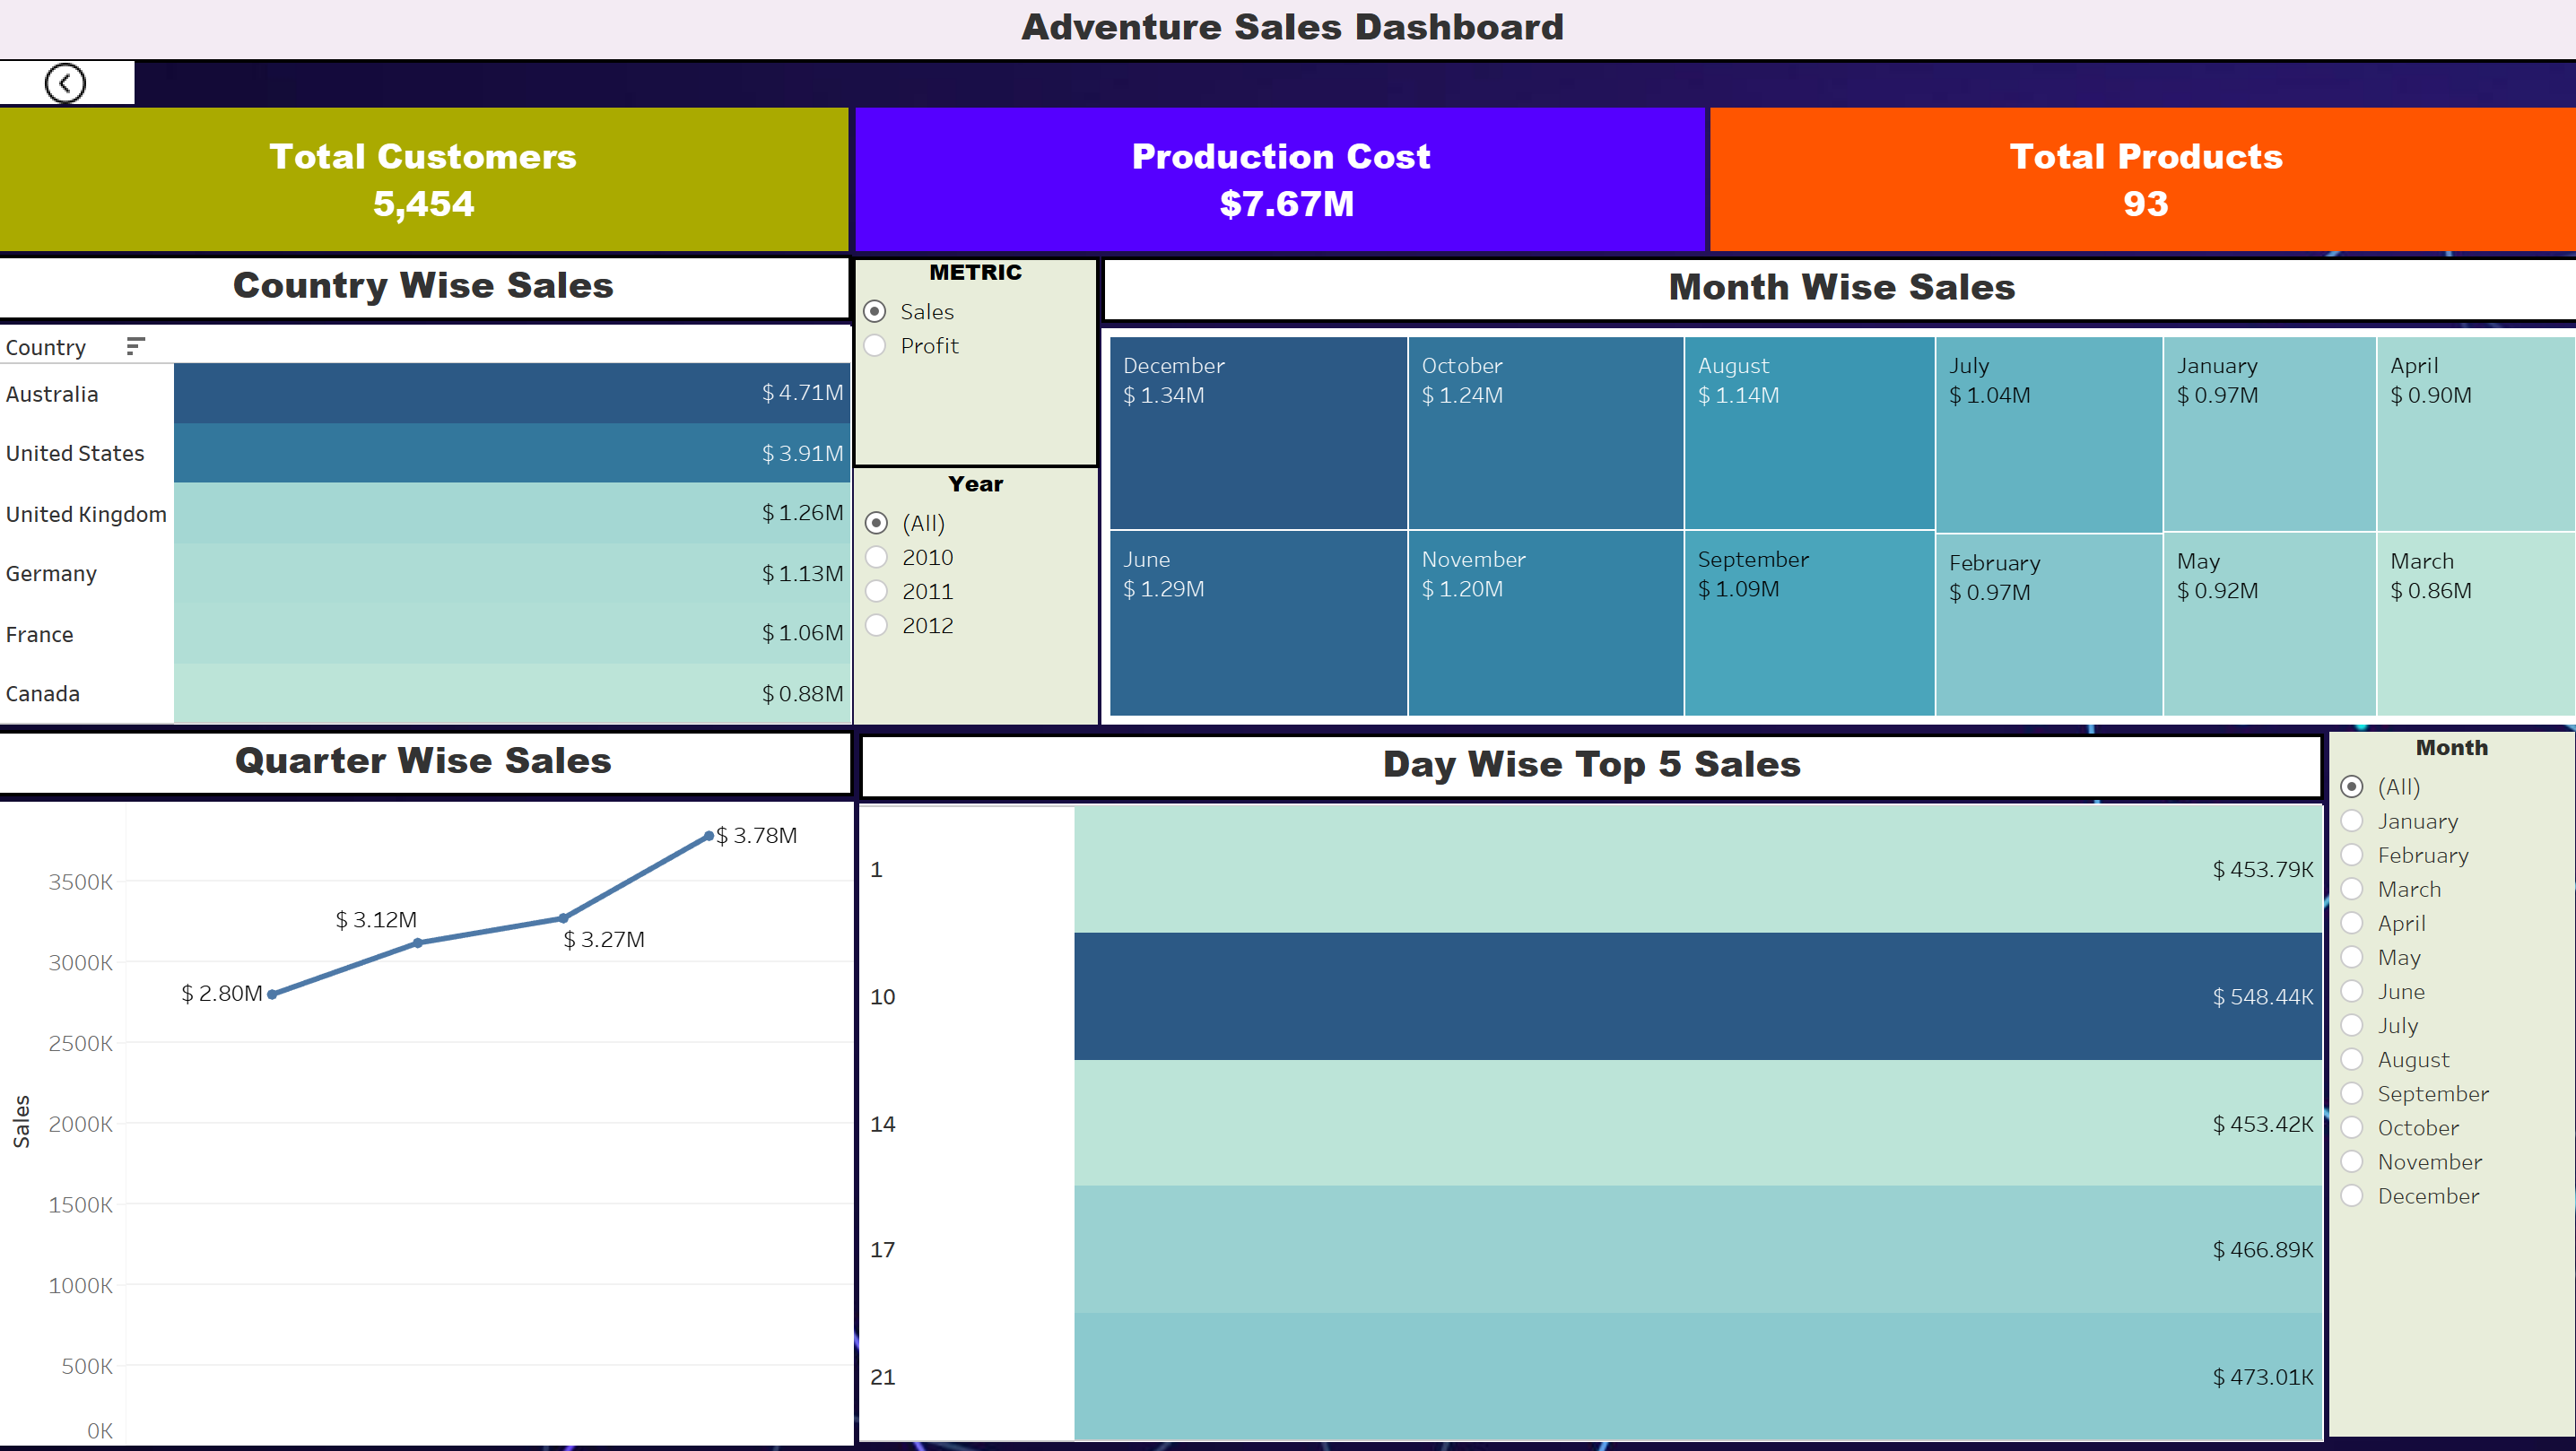 Adventure Sales Dashboard
Total Customers
5,454
Production Cost
$7.67M
Total Products
93
Country Wise Sales
Country
Australia $ 4.71M
United States $ 3.91M
United Kingdom $ 1.26M
Germany $ 1.13M
France $ 1.06M
Canada $ 0.88M
METRIC
Sales
Profit
Year
(All)
2010
2011
2012
Month Wise Sales
December
$ 1.34M
October
$ 1.24M
August
$ 1.14M
July
$ 1.04M
January
$ 0.97M
April
$ 0.90M
June
$ 1.29M
November
$ 1.20M
September
$ 1.09M
February
$ 0.97M
May
$ 0.92M
March
$ 0.86M
Quarter Wise Sales
Sales
3500K
3000K
2500K
2000K
1500K
1000K
500K
0K
$ 2.80M
$ 3.12M
$ 3.27M
$ 3.78M
Day Wise Top 5 Sales
1 $ 453.79K
10 $ 548.44K
14 $ 453.42K
17 $ 466.89K
21 $ 473.01K
Month
(All)
January
February
March
April
May
June
July
August
September
October
November
December